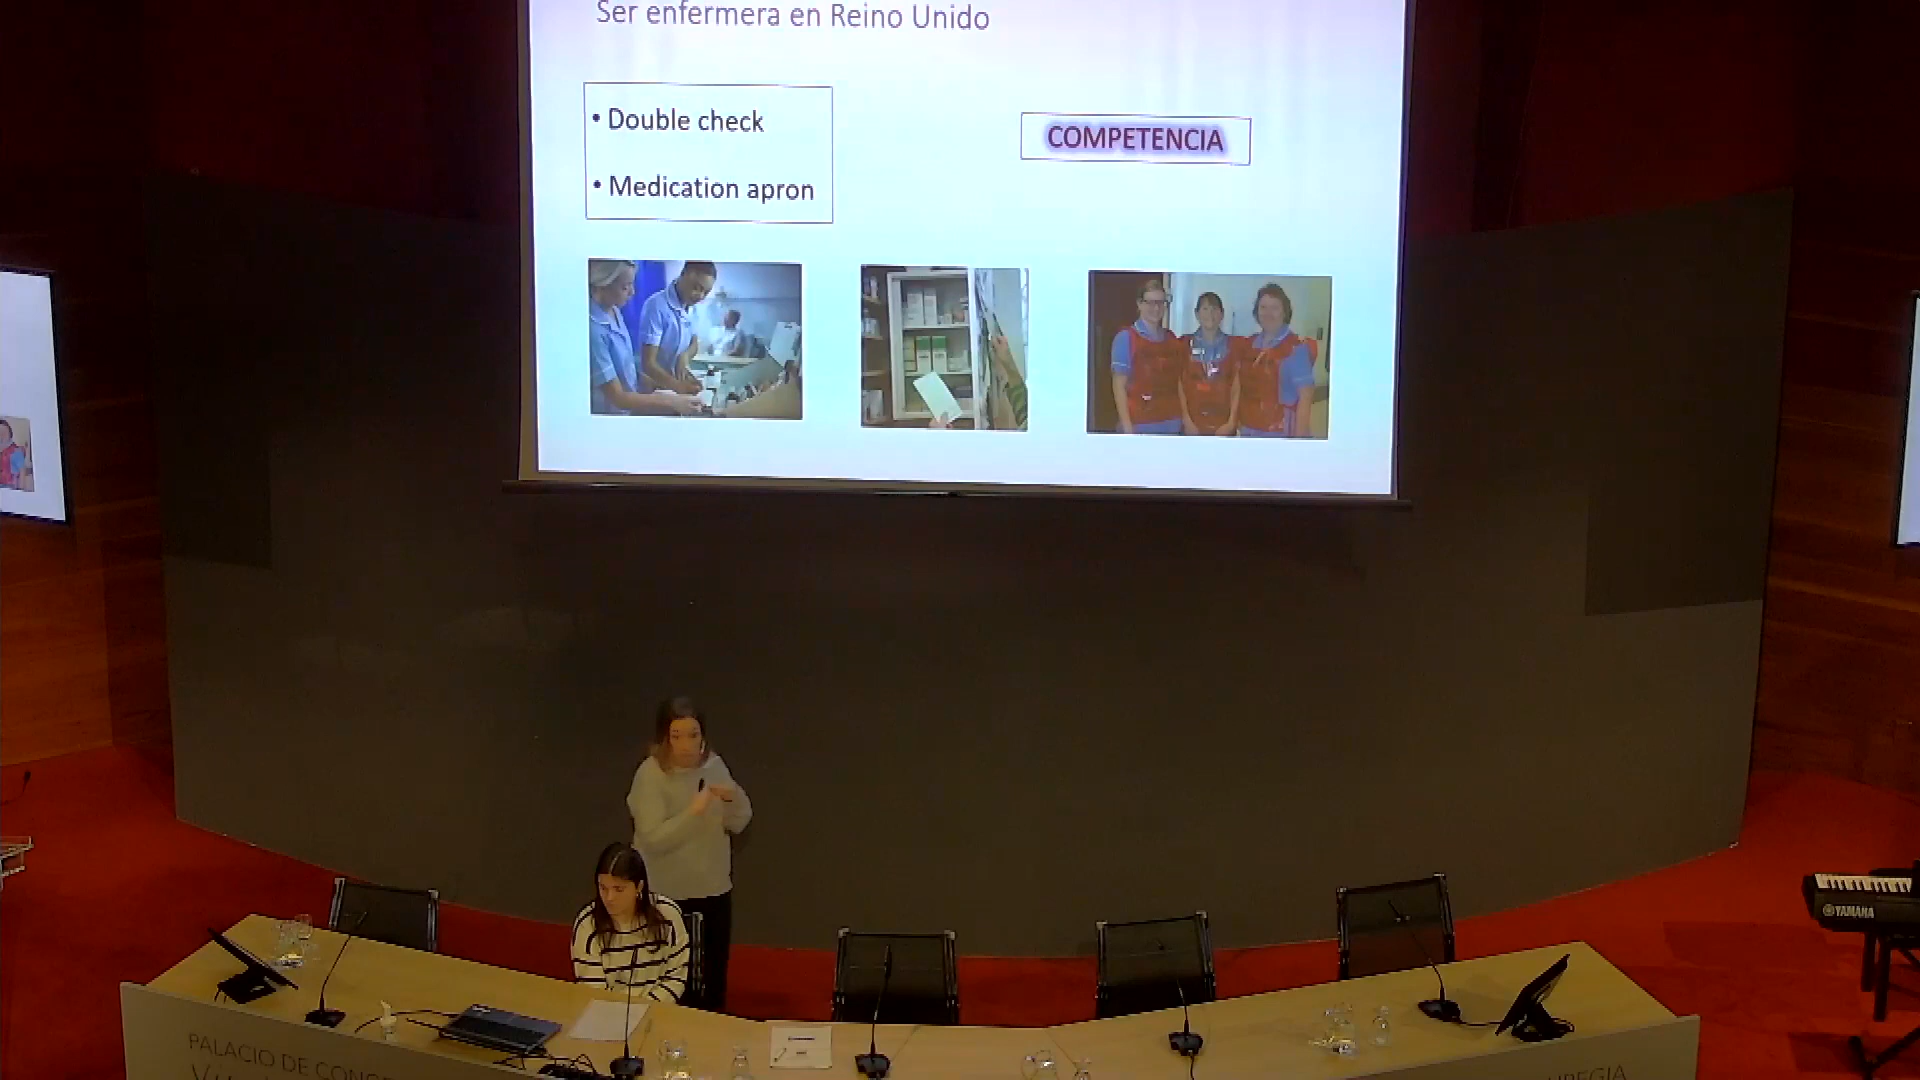 Ser enfermera en Reino Unido
• Double check
• Medication apron
COMPETENCIA
YAMAHA
PALACIO DE CONG